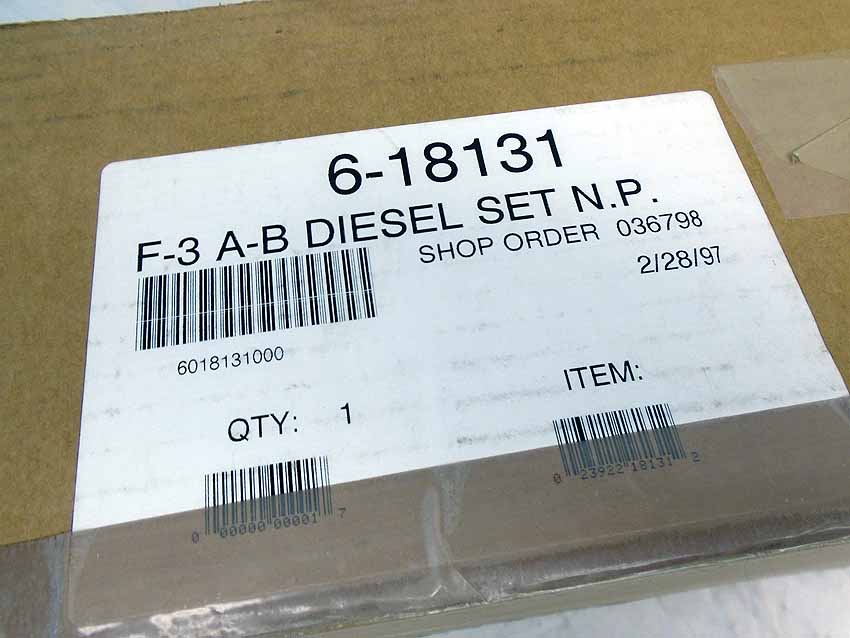 6-18131
F-3 A-B DIESEL SET N.P.
SHOP ORDER 036798
2/28/97
6018131000
QTY: 1
ITEM:
0 00000 00001 7
0 23922 18131 2